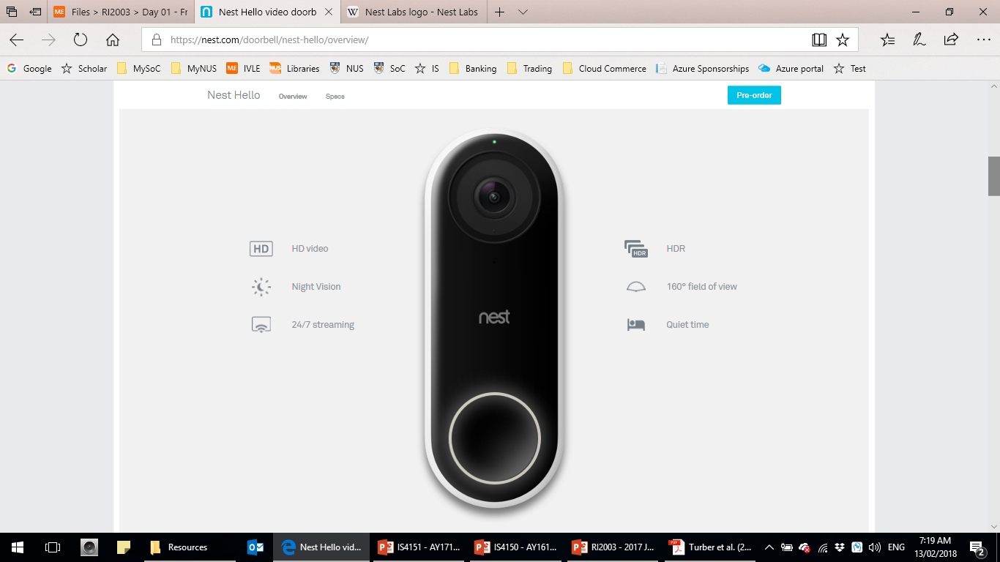 ME Files > RI2003 > Day 01 - Fr
Nest Hello video doorb
W Nest Labs logo - Nest Labs
https://nest.com/doorbell/nest-hello/overview/
Google Scholar MySoC MyNUS ME IVLE NUS Libraries NUS SoC IS Banking Trading Cloud Commerce Azure Sponsorships Azure portal Test
Nest Hello Overview Specs Pre-order
HD HD video
HDR HDR
Night Vision
160° field of view
nest
24/7 streaming
Quiet time
Resources Nest Hello vid... IS4151 - AY171... IS4150 - AY161... RI2003 - 2017 J... PDF Turber et al. (2... ENG 7:19 AM
13/02/2018 2